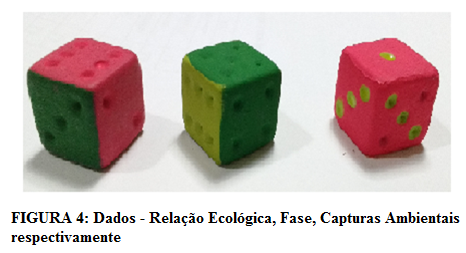 FIGURA 4: Dados - Relação Ecológica, Fase, Capturas Ambientais
respectivamente